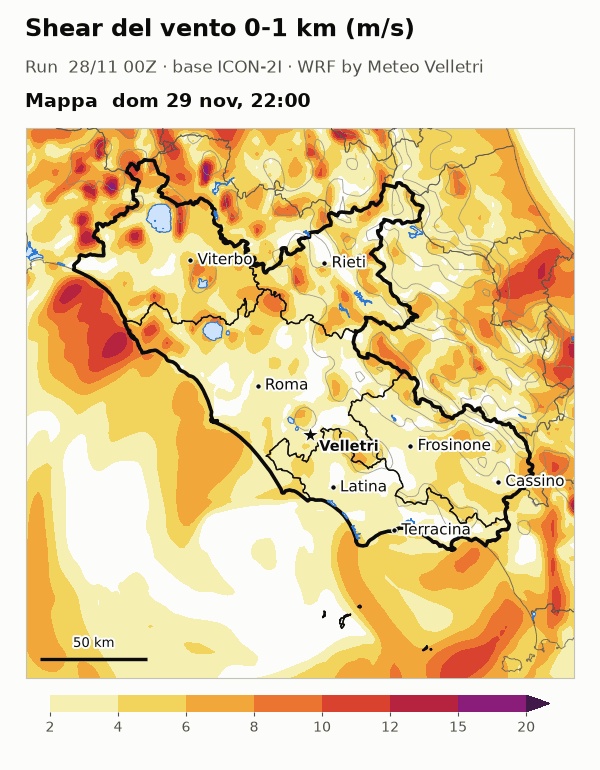 Shear del vento 0-1 km (m/s)
Run  28/11 00Z · base ICON-2I · WRF by Meteo Velletri
Mappa  dom 29 nov, 22:00
Viterbo
Rieti
Roma
Velletri
Frosinone
Cassino
Latina
Terracina
50 km
2 4 6 8 10 12 15 20